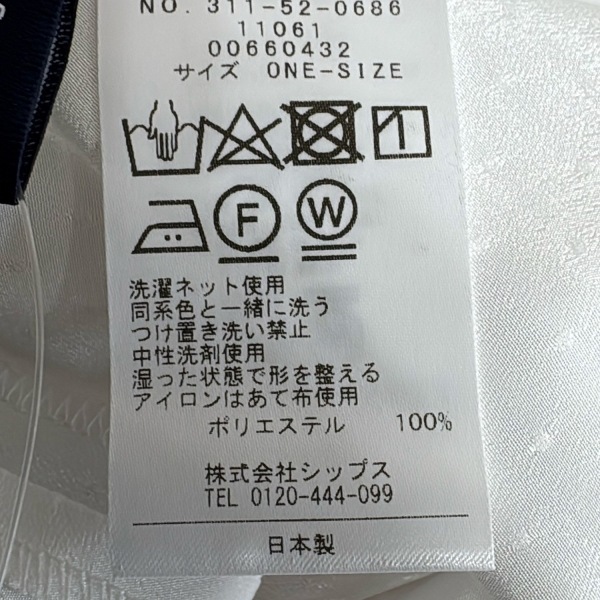 NO. 311-52-0686
11061
00660432
サイズ ONE-SIZE
F W
洗濯ネット使用
同系色と一緒に洗う
つけ置き洗い禁止
中性洗剤使用
湿った状態で形を整える
アイロンはあて布使用
ポリエステル 100%
株式会社シップス
TEL 0120-444-099
日本製